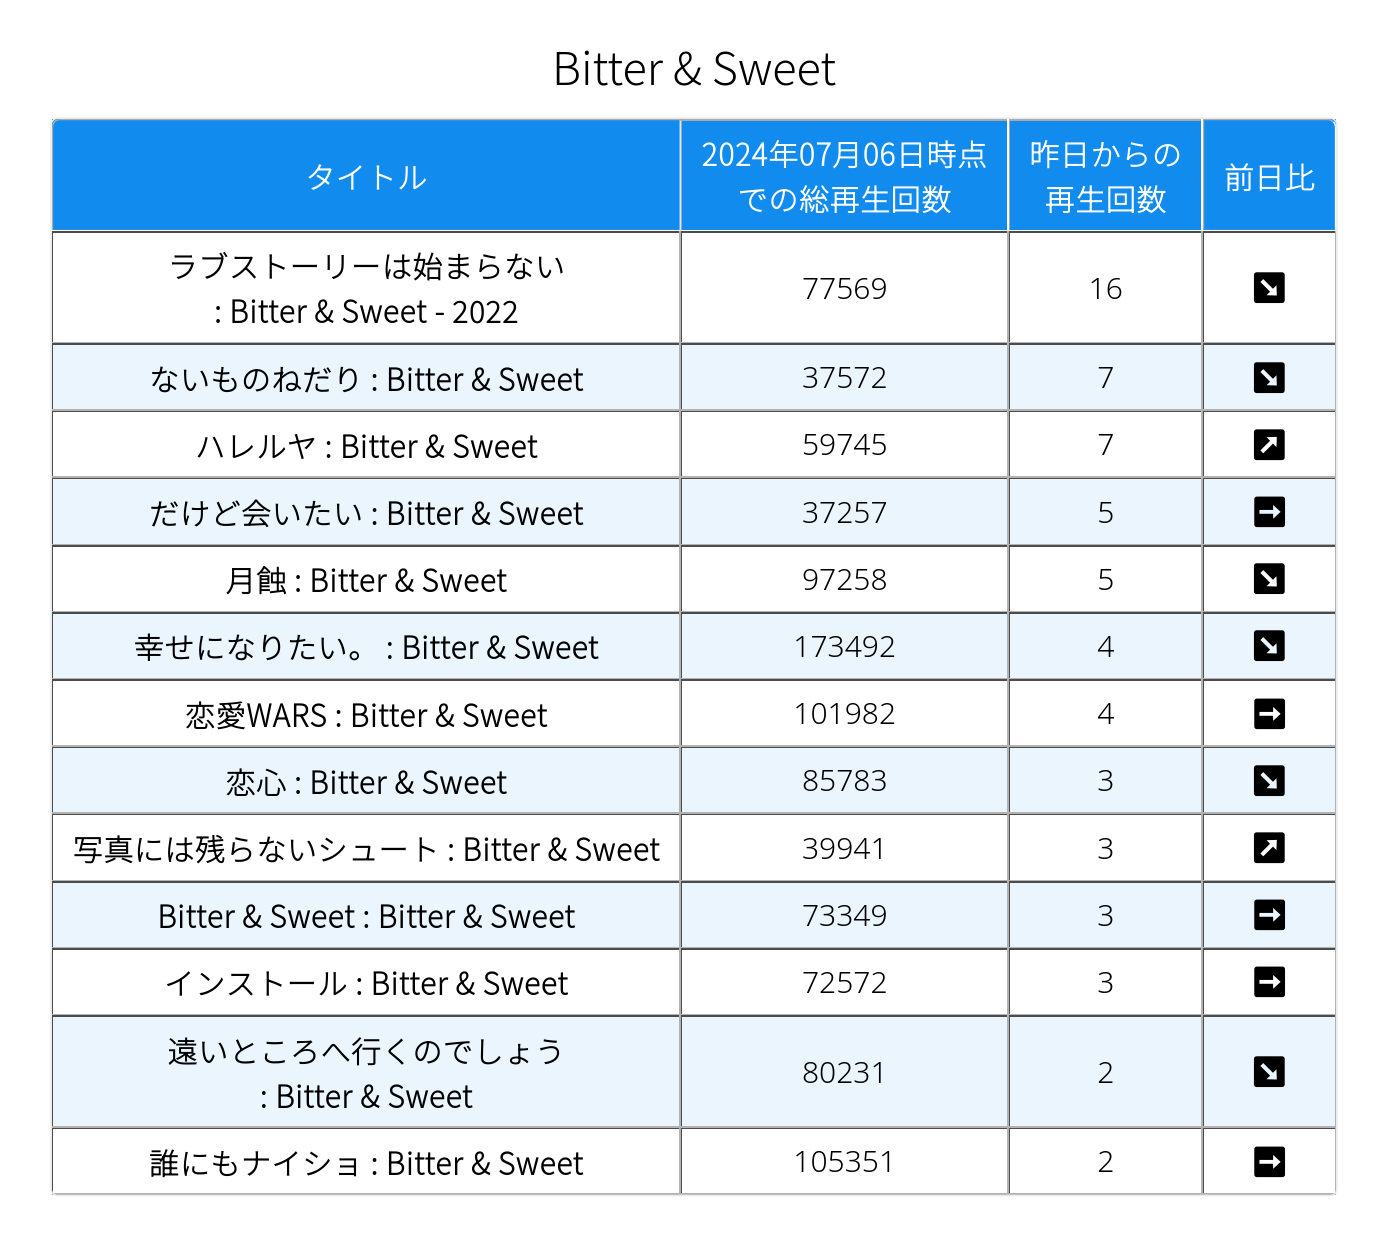 Bitter & Sweet
タイトル
2024年07月06日時点
での総再生回数
昨日からの
再生回数
前日比
ラブストーリーは始まらない
: Bitter & Sweet - 2022
77569
16
ないものねだり : Bitter & Sweet
37572
7
ハレルヤ : Bitter & Sweet
59745
7
だけど会いたい : Bitter & Sweet
37257
5
月蝕 : Bitter & Sweet
97258
5
幸せになりたい。 : Bitter & Sweet
173492
4
恋愛WARS : Bitter & Sweet
101982
4
恋心 : Bitter & Sweet
85783
3
写真には残らないシュート : Bitter & Sweet
39941
3
Bitter & Sweet : Bitter & Sweet
73349
3
インストール : Bitter & Sweet
72572
3
遠いところへ行くのでしょう
: Bitter & Sweet
80231
2
誰にもナイショ : Bitter & Sweet
105351
2